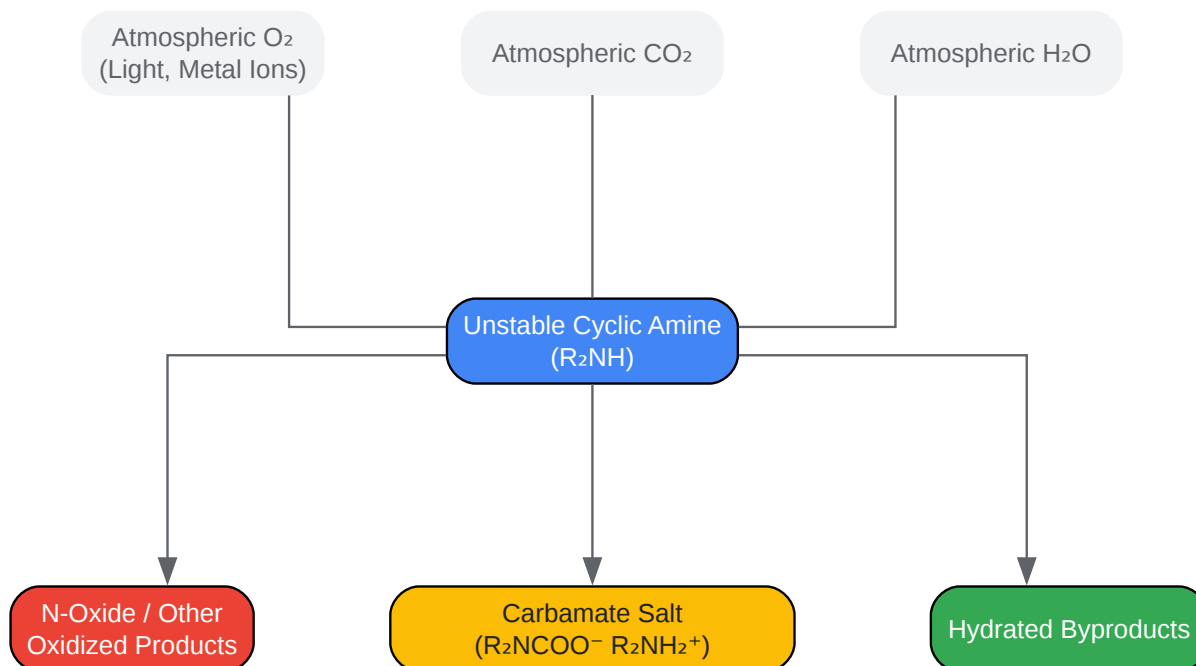 Atmospheric O₂
(Light, Metal Ions)
Atmospheric CO₂
Atmospheric H₂O
Unstable Cyclic Amine
(R₂NH)
N-Oxide / Other
Oxidized Products
Carbamate Salt
(R₂NCOO⁻ R₂NH₂⁺)
Hydrated Byproducts